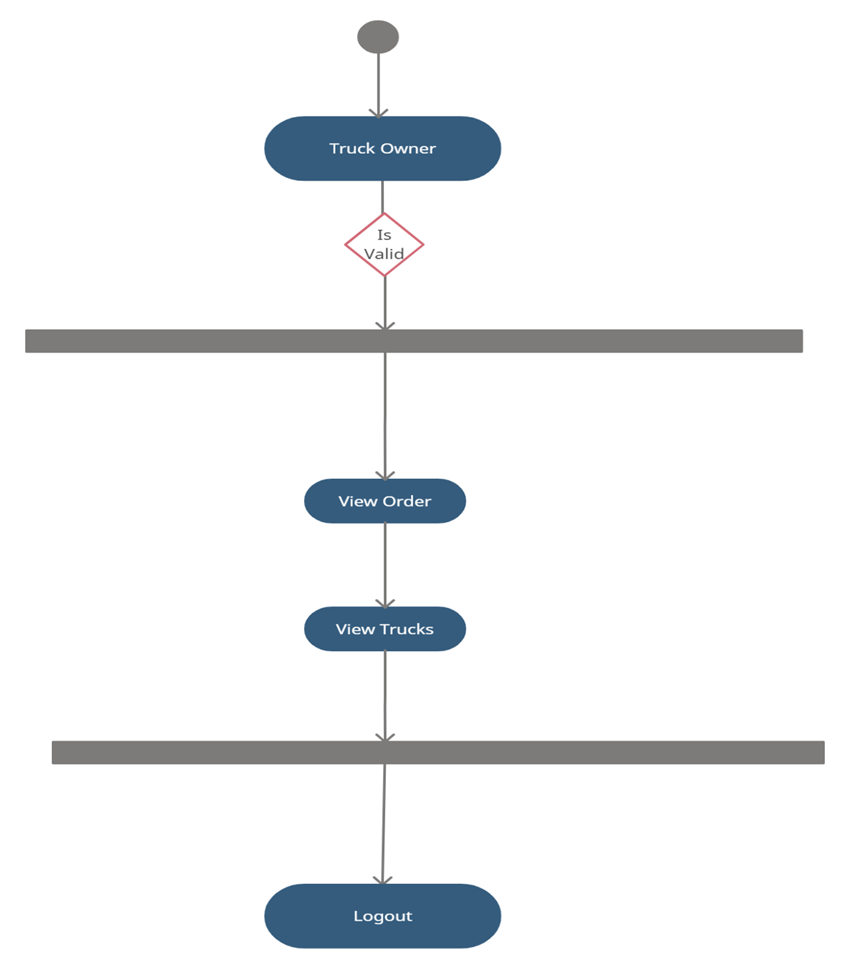 Truck Owner
Is
Valid
View Order
View Trucks
Logout